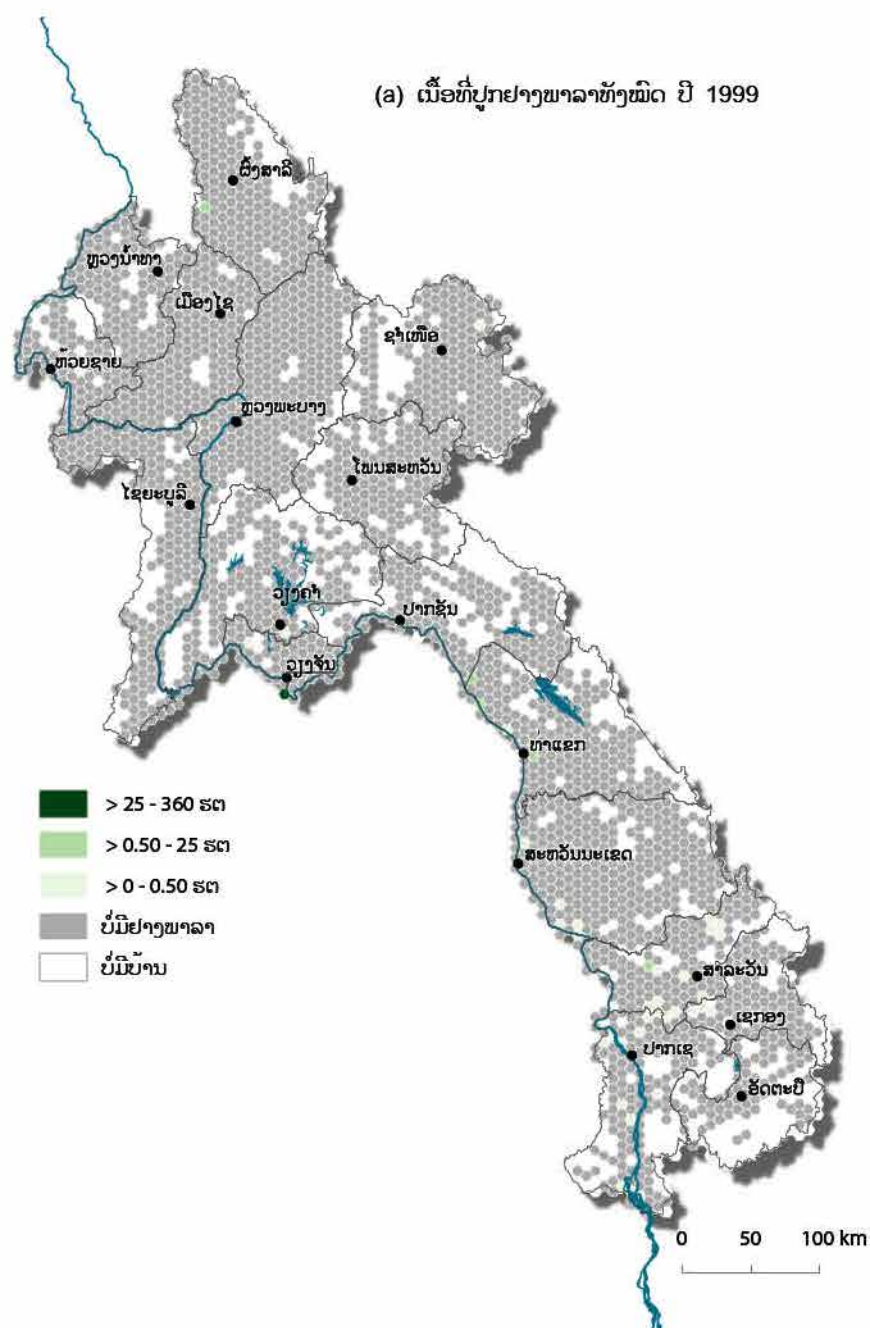 (a) ເນື້ອທີ່ປູກຢາງພາລາທັງໝົດ ປີ 1999
ຜົ້ງສາລີ
ຫຼວງນ້ຳທາ
ເມືອງໄຊ
ຊຳເໜືອ
ຫ້ວຍຊາຍ
ຫຼວງພະບາງ
ໂພນສະຫວັນ
ໄຊຍະບູລີ
ວຽງຄຳ
ປາກຊັນ
ວຽງຈັນ
ທ່າແຂກ
> 25 - 360 ຮຕ
> 0.50 - 25 ຮຕ
ສະຫວັນນະເຂດ
> 0 - 0.50 ຮຕ
ບໍ່ມີຢາງພາລາ
ບໍ່ມີບ້ານ
ສາລະວັນ
ເຊກອງ
ປາກເຊ
ອັດຕະປື
0 50 100 km